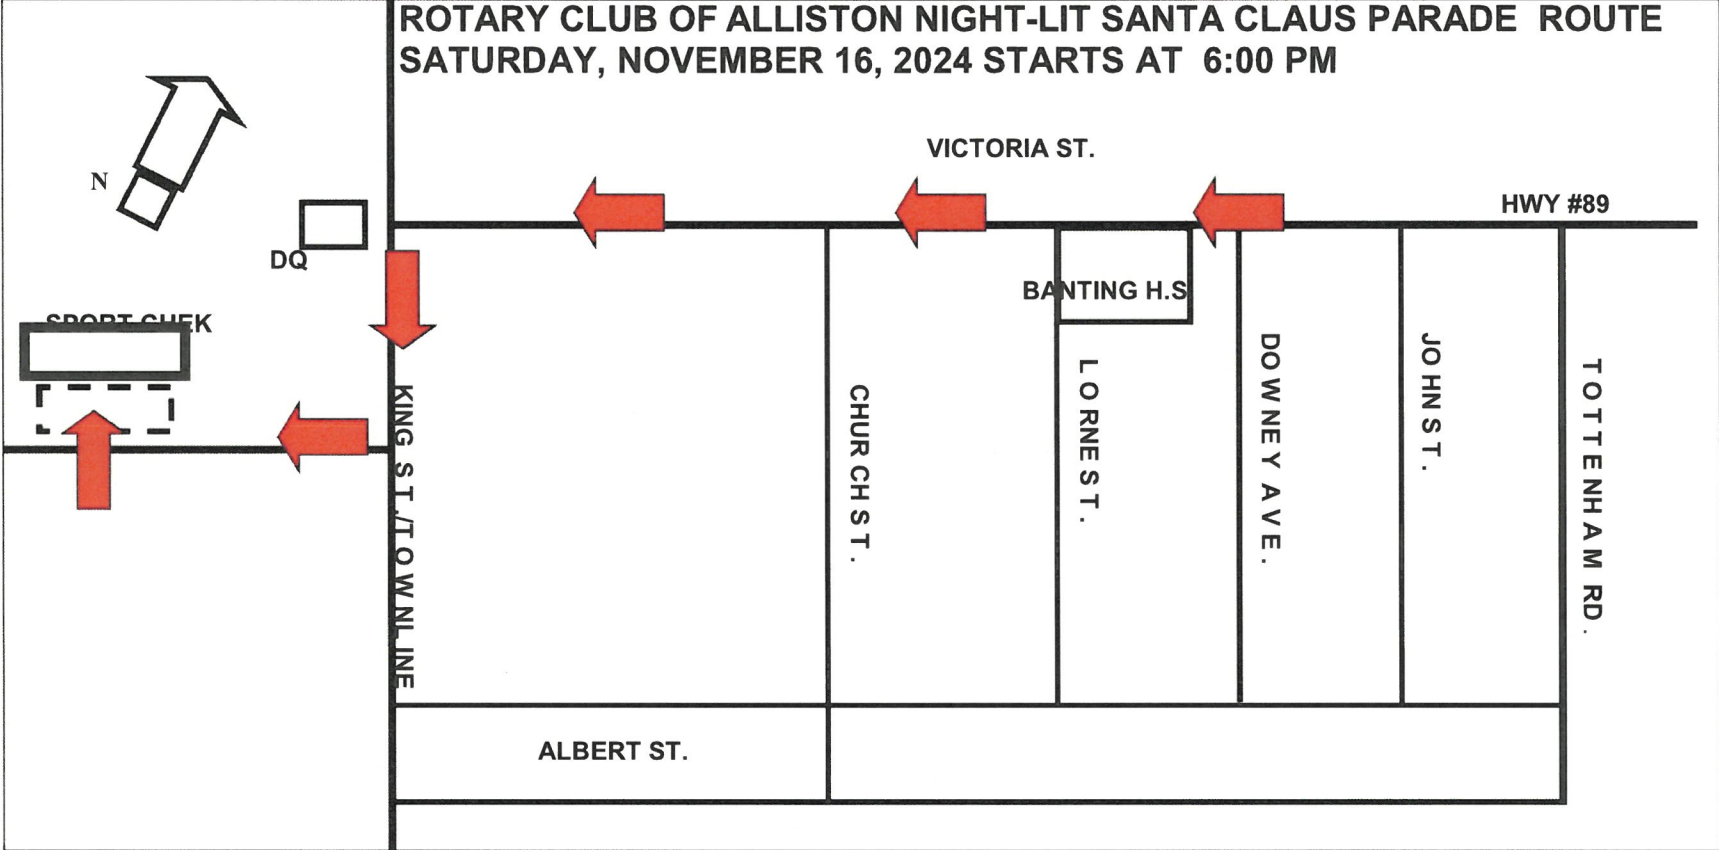 ROTARY CLUB OF ALLISTON NIGHT-LIT SANTA CLAUS PARADE ROUTE
SATURDAY, NOVEMBER 16, 2024 STARTS AT 6:00 PM
VICTORIA ST.
N
HWY #89
DQ
BANTING H.S
SPORT CHEK
KING ST./TOWNLINE
CHURCH ST.
LORNE ST.
DOWNEY AVE.
JOHN ST.
TOTTENHAM RD.
ALBERT ST.